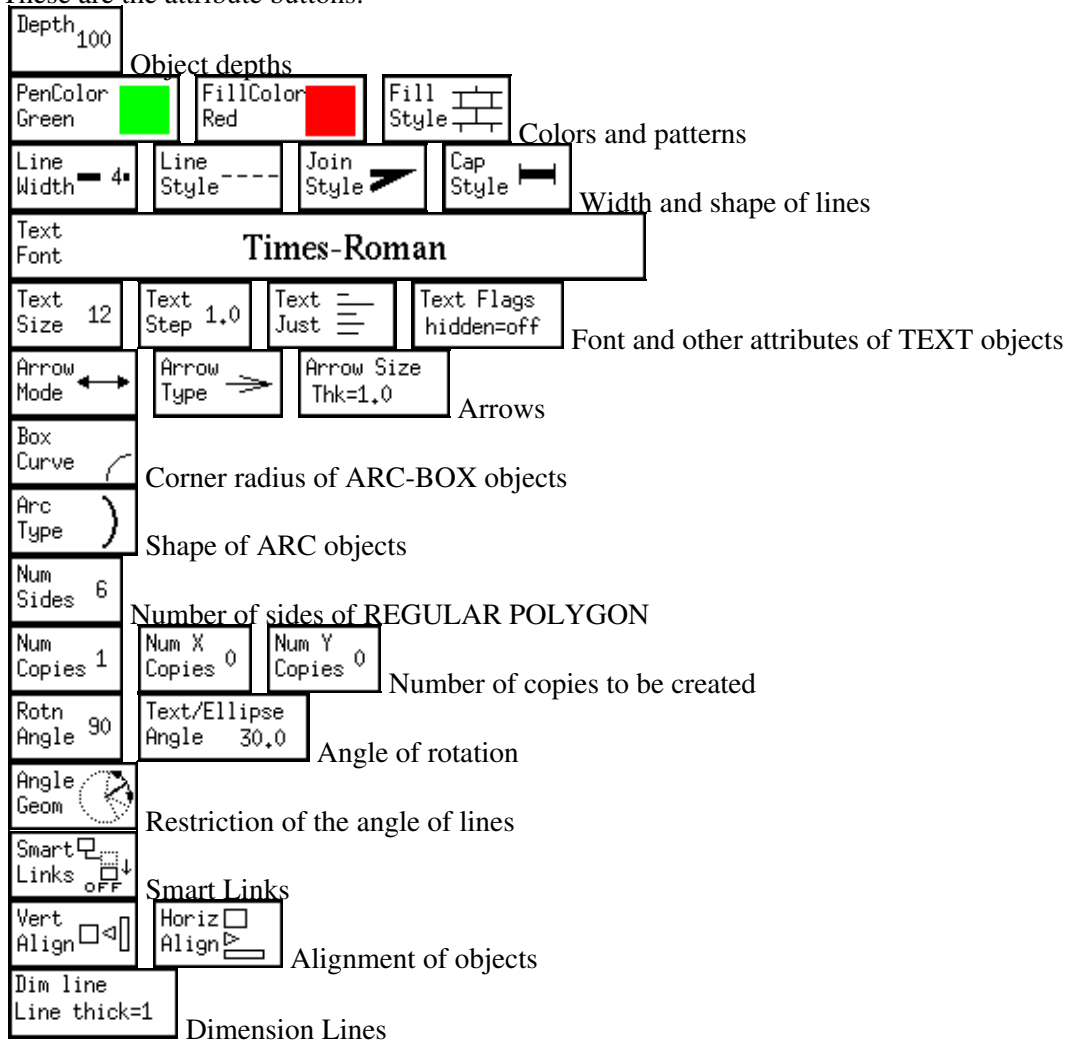 These are the attribute buttons:
Depth 100 Object depths
PenColor Green FillColor Red Fill Style Colors and patterns
Line Width 4 Line Style Join Style Cap Style Width and shape of lines
Text Font Times-Roman
Text Size 12 Text Step 1.0 Text Just Text Flags hidden=off Font and other attributes of TEXT objects
Arrow Mode Arrow Type Arrow Size Thk=1.0 Arrows
Box Curve Corner radius of ARC-BOX objects
Arc Type Shape of ARC objects
Num Sides 6 Number of sides of REGULAR POLYGON
Num Copies 1 Num X Copies 0 Num Y Copies 0 Number of copies to be created
Rotn Angle 90 Text/Ellipse Angle 30.0 Angle of rotation
Angle Geom Restriction of the angle of lines
Smart Links OFF Smart Links
Vert Align Horiz Align Alignment of objects
Dim line Line thick=1 Dimension Lines